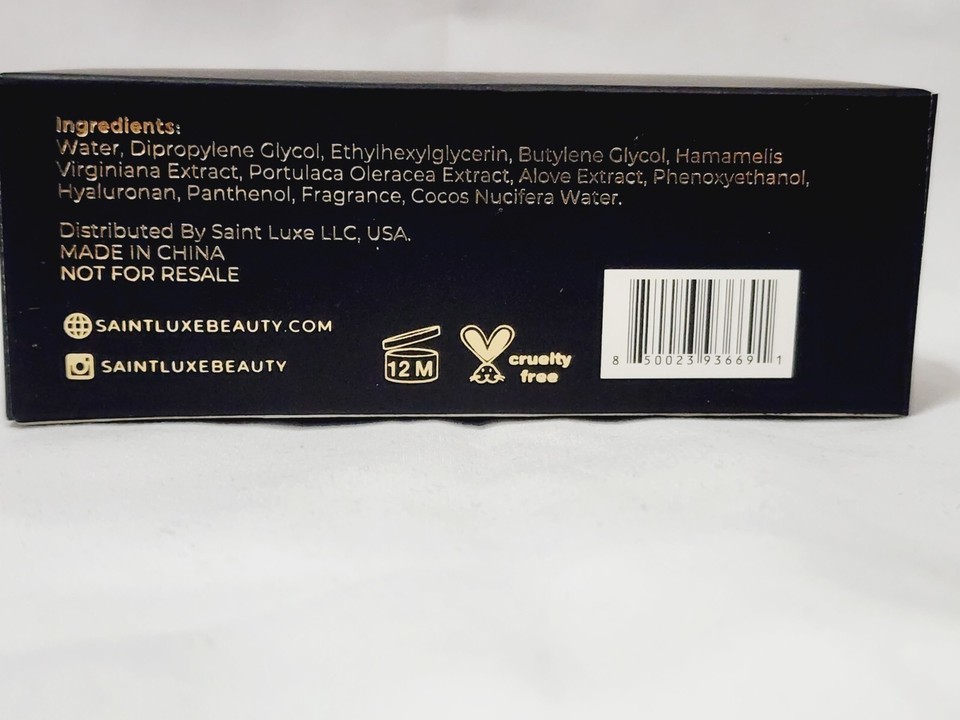 Ingredients:
Water, Dipropylene Glycol, Ethylhexylglycerin, Butylene Glycol, Hamamelis
Virginiana Extract, Portulaca Oleracea Extract, Alove Extract, Phenoxyethanol,
Hyaluronan, Panthenol, Fragrance, Cocos Nucifera Water.
Distributed By Saint Luxe LLC, USA.
MADE IN CHINA
NOT FOR RESALE
SAINTLUXEBEAUTY.COM
SAINTLUXEBEAUTY
12 M
cruelty
free
8 50023 93669 1